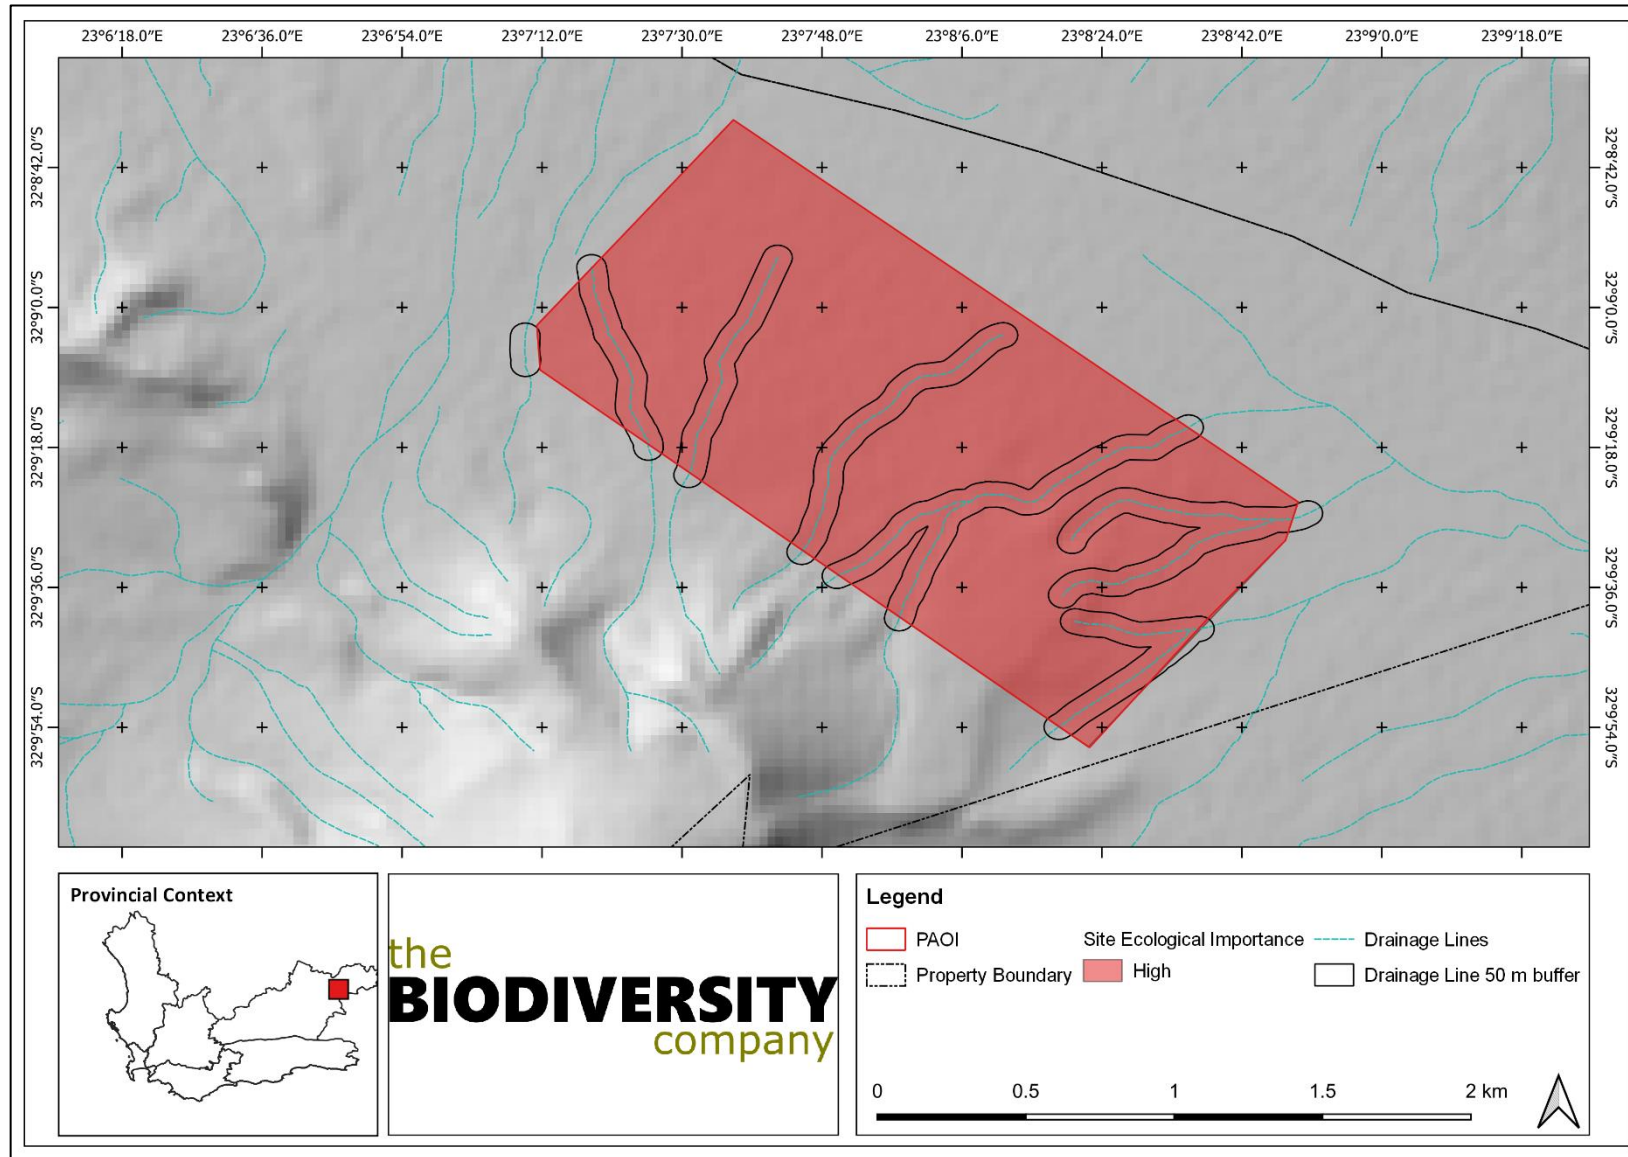 23°6'18.0"E 23°6'36.0"E 23°6'54.0"E 23°7'12.0"E 23°7'30.0"E 23°7'48.0"E 23°8'6.0"E 23°8'24.0"E 23°8'42.0"E 23°9'0.0"E 23°9'18.0"E
32°8'42.0"S
32°9'0.0"S
32°9'18.0"S
32°9'36.0"S
32°9'54.0"S
32°8'42.0"S
32°9'0.0"S
32°9'18.0"S
32°9'36.0"S
32°9'54.0"S
Provincial Context
the
BIODIVERSITY
company
Legend
PAOI
Property Boundary
Site Ecological Importance
High
Drainage Lines
Drainage Line 50 m buffer
0 0.5 1 1.5 2 km